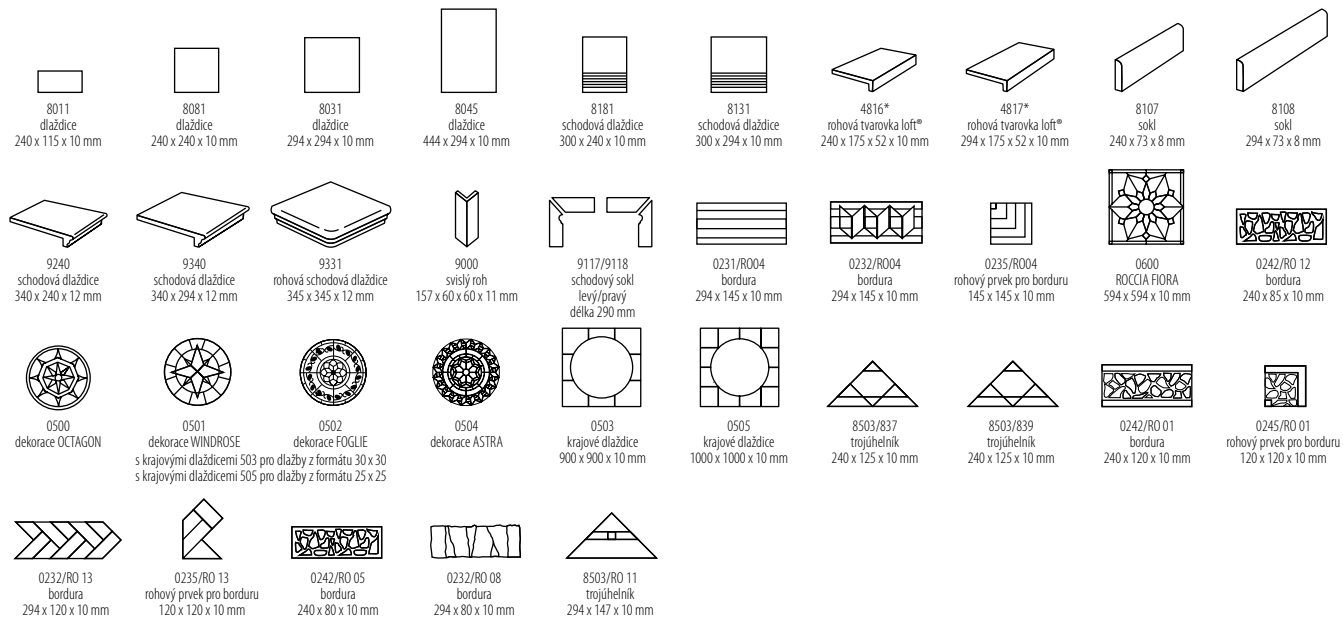 8011
dlaždice
240 x 115 x 10 mm
8081
dlaždice
240 x 240 x 10 mm
8031
dlaždice
294 x 294 x 10 mm
8045
dlaždice
444 x 294 x 10 mm
8181
schodová dlaždice
300 x 240 x 10 mm
8131
schodová dlaždice
300 x 294 x 10 mm
4816*
rohová tvarovka loft®
240 x 175 x 52 x 10 mm
4817*
rohová tvarovka loft®
294 x 175 x 52 x 10 mm
8107
sokl
240 x 73 x 8 mm
8108
sokl
294 x 73 x 8 mm
9240
schodová dlaždice
340 x 240 x 12 mm
9340
schodová dlaždice
340 x 294 x 12 mm
9331
rohová schodová dlaždice
345 x 345 x 12 mm
9000
svislý roh
157 x 60 x 60 x 11 mm
9117/9118
schodový sokl
levý/pravý
délka 290 mm
0231/RO04
bordura
294 x 145 x 10 mm
0232/RO04
bordura
294 x 145 x 10 mm
0235/RO04
rohový prvek pro borduru
145 x 145 x 10 mm
0600
ROCCIA FIORA
594 x 594 x 10 mm
0242/RO 12
bordura
240 x 85 x 10 mm
0500
dekorace OCTAGON
0501
dekorace WINDROSE
0502
dekorace FOGLIE
s krajovými dlaždicemi 503 pro dlažby z formátu 30 x 30
s krajovými dlaždicemi 505 pro dlažby z formátu 25 x 25
0504
dekorace ASTRA
0503
krajové dlaždice
900 x 900 x 10 mm
0505
krajové dlaždice
1000 x 1000 x 10 mm
8503/837
trojúhelník
240 x 125 x 10 mm
8503/839
trojúhelník
240 x 125 x 10 mm
0242/RO 01
bordura
240 x 120 x 10 mm
0245/RO 01
rohový prvek pro borduru
120 x 120 x 10 mm
0232/RO 13
bordura
294 x 120 x 10 mm
0235/RO 13
rohový prvek pro borduru
120 x 120 x 10 mm
0242/RO 05
bordura
240 x 80 x 10 mm
0232/RO 08
bordura
294 x 80 x 10 mm
8503/RO 11
trojúhelník
294 x 147 x 10 mm